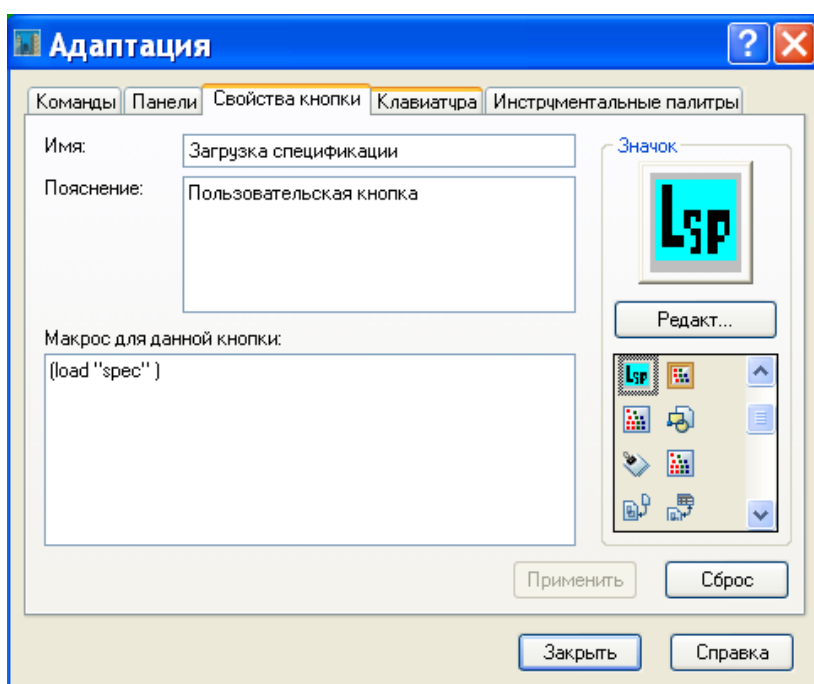 Адаптация
Команды Панели Свойства кнопки Клавиатура Инструментальные палитры
Имя: Загрузка спецификации
Значок
Пояснение: Пользовательская кнопка
Lsp
Редакт...
Макрос для данной кнопки:
(load "spec" )
Lsp
Применить Сброс
Закрыть Справка